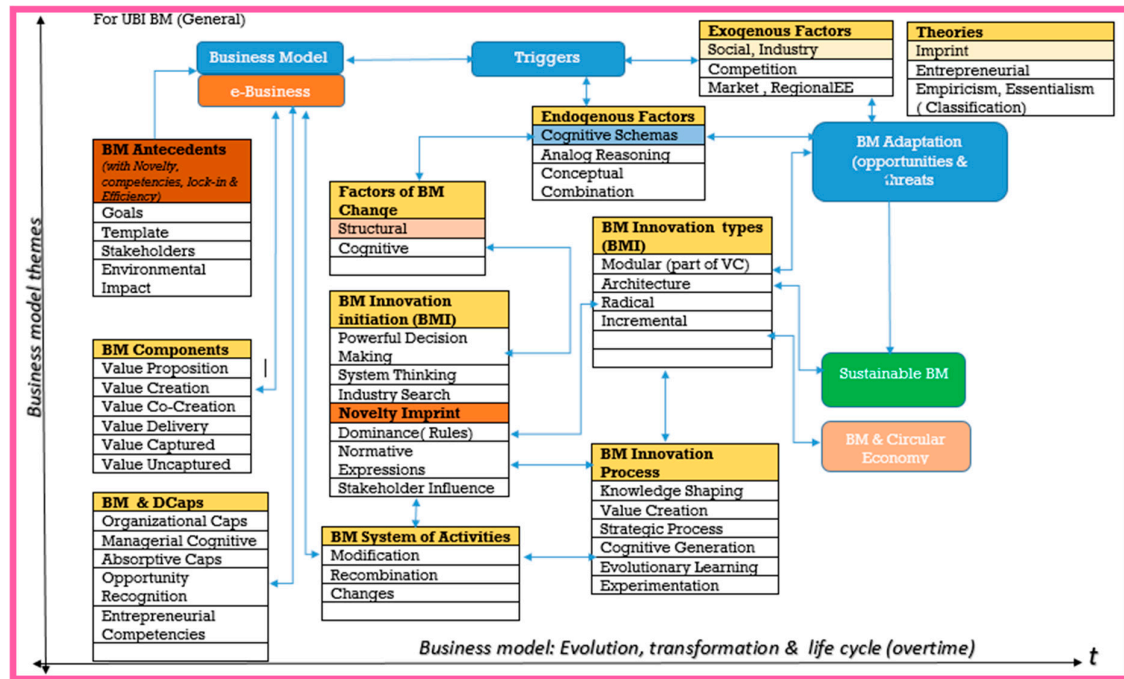 For UBI BM (General)
Business Model
e-Business
Triggers
Exogenous Factors
Social, Industry
Competition
Market , RegionalEE
Theories
Imprint
Entrepreneurial
Empiricism, Essentialism
( Classification)
BM Antecedents
(with Novelty,
competencies, lock-in &
Efficiency)
Goals
Template
Stakeholders
Environmental
Impact
Endogenous Factors
Cognitive Schemas
Analog Reasoning
Conceptual
Combination
BM Adaptation
(opportunities &
threats
Factors of BM
Change
Structural
Cognitive
BM Innovation types
(BMI)
Modular (part of VC)
Architecture
Radical
Incremental
BM Innovation
initiation (BMI)
Powerful Decision
Making
System Thinking
Industry Search
Novelty Imprint
Dominance( Rules)
Normative
Expressions
Stakeholder Influence
BM Components
Value Proposition
Value Creation
Value Co-Creation
Value Delivery
Value Captured
Value Uncaptured
Sustainable BM
BM & Circular
Economy
BM Innovation
Process
Knowledge Shaping
Value Creation
Strategic Process
Cognitive Generation
Evolutionary Learning
Experimentation
BM & DCaps
Organizational Caps
Managerial Cognitive
Absorptive Caps
Opportunity
Recognition
Entrepreneurial
Competencies
BM System of Activities
Modification
Recombination
Changes
Business model themes
Business model: Evolution, transformation & life cycle (overtime)
t